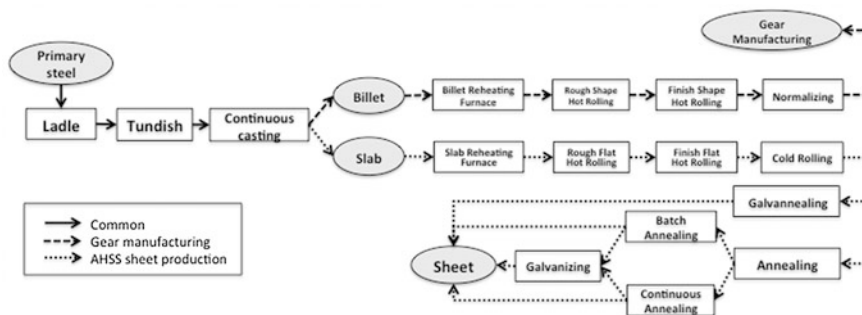 Gear
Manufacturing
Primary
steel
Billet
Billet Reheating
Furnace
Rough Shape
Hot Rolling
Finish Shape
Hot Rolling
Normalizing
Ladle
Tundish
Continuous
casting
Slab
Slab Reheating
Furnace
Rough Flat
Hot Rolling
Finish Flat
Hot Rolling
Cold Rolling
Galvannealing
Common
Gear manufacturing
AHSS sheet production
Batch
Annealing
Sheet
Galvanizing
Annealing
Continuous
Annealing